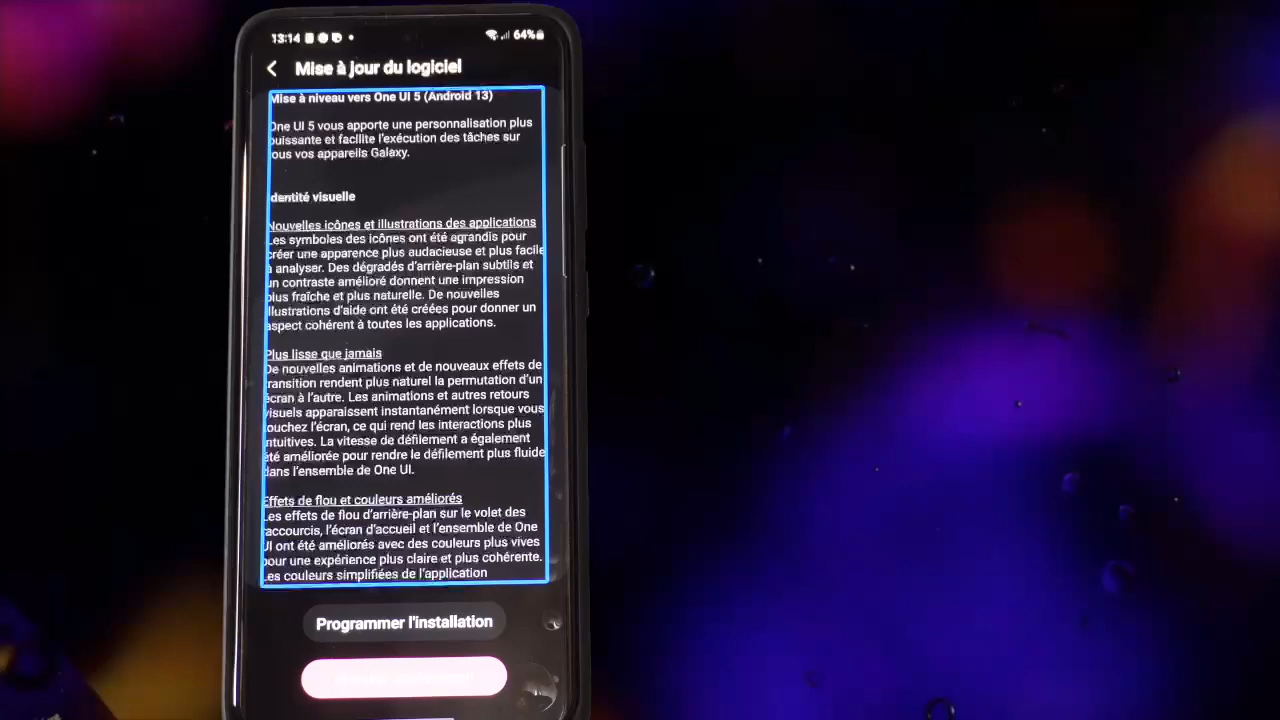 13:14
64%
Mise à jour du logiciel
Mise à niveau vers One UI 5 (Android 13)
One UI 5 vous apporte une personnalisation plus
puissante et facilite l'exécution des tâches sur
tous vos appareils Galaxy.
Identité visuelle
Nouvelles icônes et illustrations des applications
Les symboles des icônes ont été agrandis pour
créer une apparence plus audacieuse et plus facile
à analyser. Des dégradés d'arrière-plan subtils et
un contraste amélioré donnent une impression
plus fraîche et plus naturelle. De nouvelles
illustrations d'aide ont été créées pour donner un
aspect cohérent à toutes les applications.
Plus lisse que jamais
De nouvelles animations et de nouveaux effets de
transition rendent plus naturel la permutation d'un
écran à l'autre. Les animations et autres retours
visuels apparaissent instantanément lorsque vous
touchez l'écran, ce qui rend les interactions plus
intuitives. La vitesse de défilement a également
été améliorée pour rendre le défilement plus fluide
dans l'ensemble de One UI.
Effets de flou et couleurs améliorés
Les effets de flou d'arrière-plan sur le volet des
raccourcis, l'écran d'accueil et l'ensemble de One
UI ont été améliorés avec des couleurs plus vives
pour une expérience plus claire et plus cohérente.
Les couleurs simplifiées de l'application
Programmer l'installation